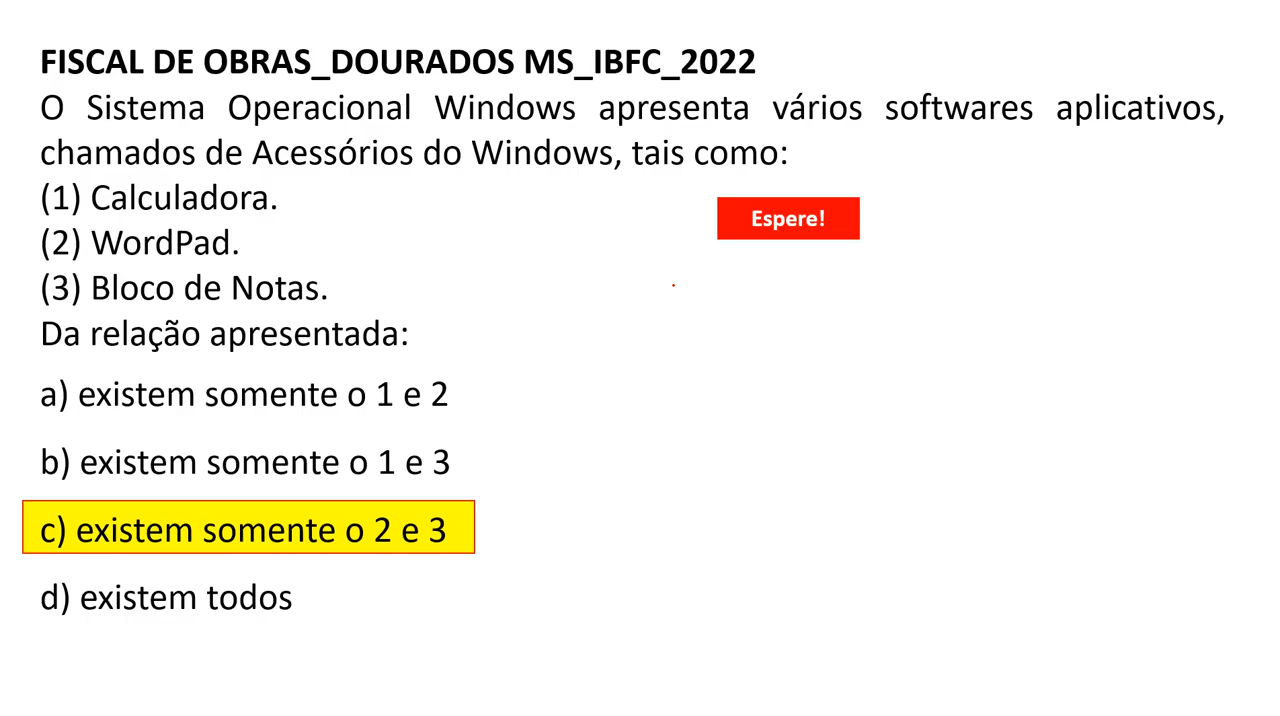 FISCAL DE OBRAS_DOURADOS MS_IBFC_2022
O Sistema Operacional Windows apresenta vários softwares aplicativos,
chamados de Acessórios do Windows, tais como:
(1) Calculadora.
Espere!
(2) WordPad.
(3) Bloco de Notas.
Da relação apresentada:
a) existem somente o 1 e 2
b) existem somente o 1 e 3
c) existem somente o 2 e 3
d) existem todos